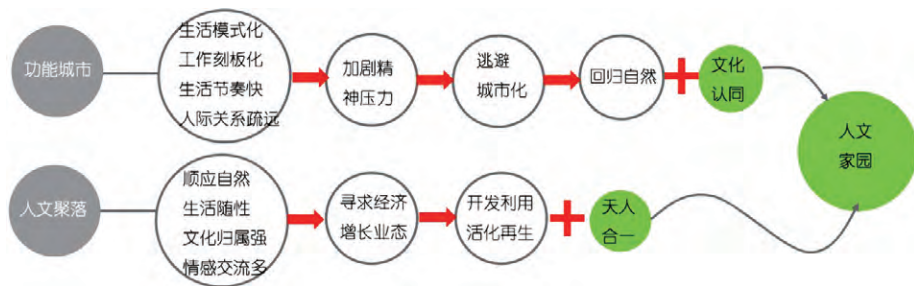 功能城市
生活模式化
工作刻板化
生活节奏快
人际关系疏远
加剧精
神压力
逃避
城市化
回归自然
文化
认同
人文
家园
人文聚落
顺应自然
生活随性
文化归属强
情感交流多
寻求经济
增长业态
开发利用
活化再生
天人
合一